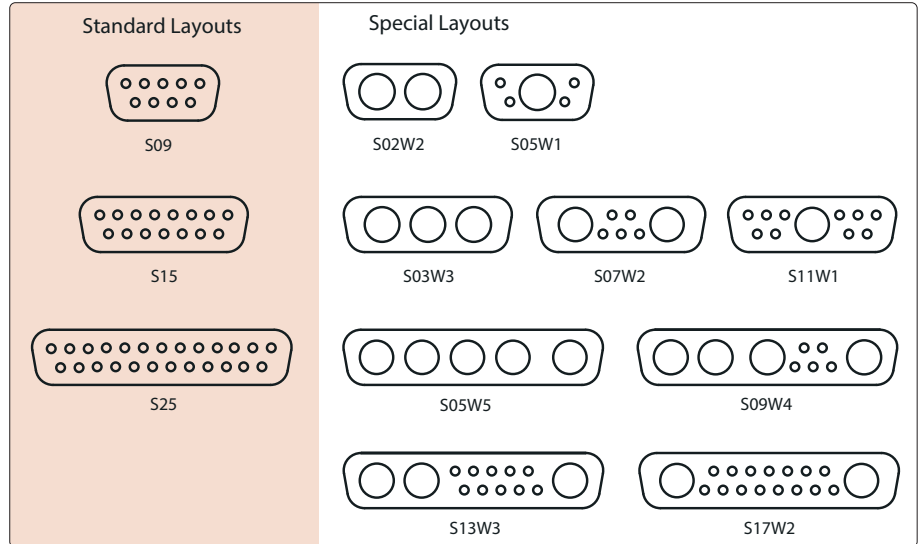 Standard Layouts
Special Layouts
S09
S02W2
S05W1
S15
S03W3
S07W2
S11W1
S25
S05W5
S09W4
S13W3
S17W2